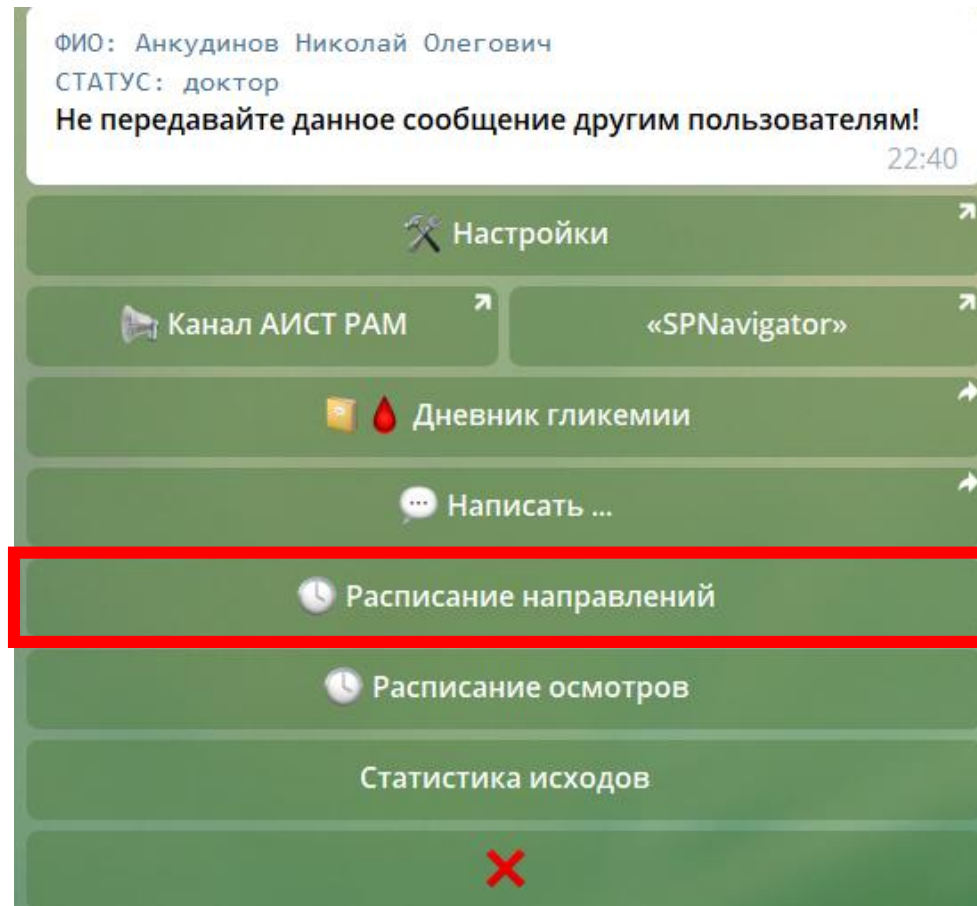 ФИО: Анкудинов Николай Олегович
СТАТУС: доктор
Не передавайте данное сообщение другим пользователям!
22:40
Настройки
Канал АИСТ РАМ
«SPNavigator»
Дневник гликемии
Написать ...
Расписание направлений
Расписание осмотров
Статистика исходов